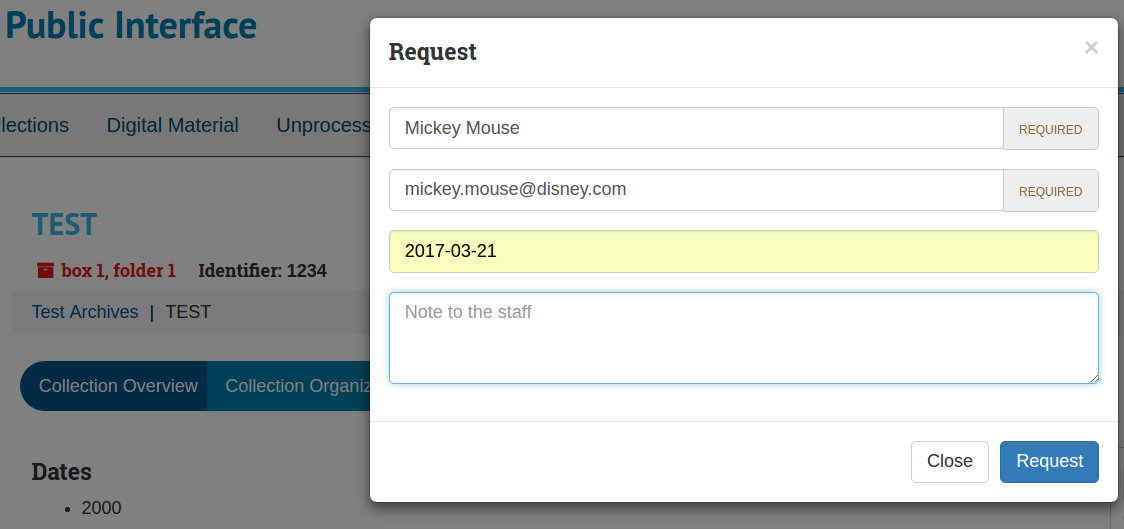 Public Interface
Request
×
Mickey Mouse
REQUIRED
llections
Digital Material
Unprocess
mickey.mouse@disney.com
REQUIRED
TEST
2017-03-21
box 1, folder 1
Identifier: 1234
Test Archives | TEST
Note to the staff
Collection Overview
Collection Organiz
Close
Request
Dates
2000